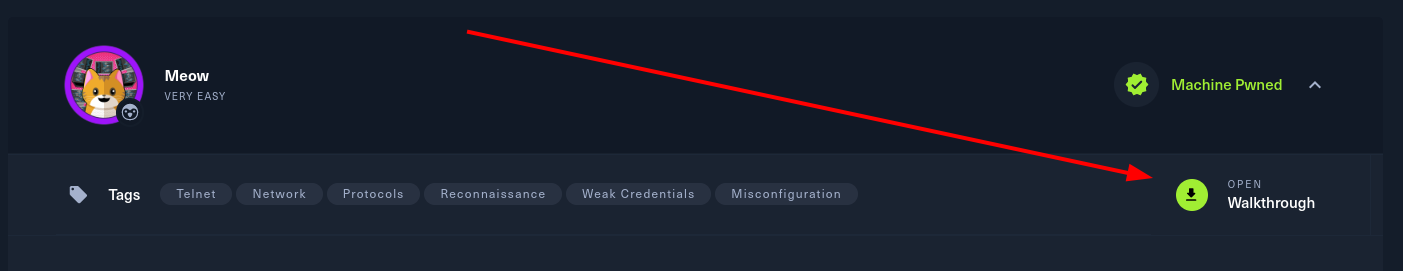 Meow
VERY EASY
Machine Pwned
Tags
Telnet
Network
Protocols
Reconnaissance
Weak Credentials
Misconfiguration
OPEN
Walkthrough